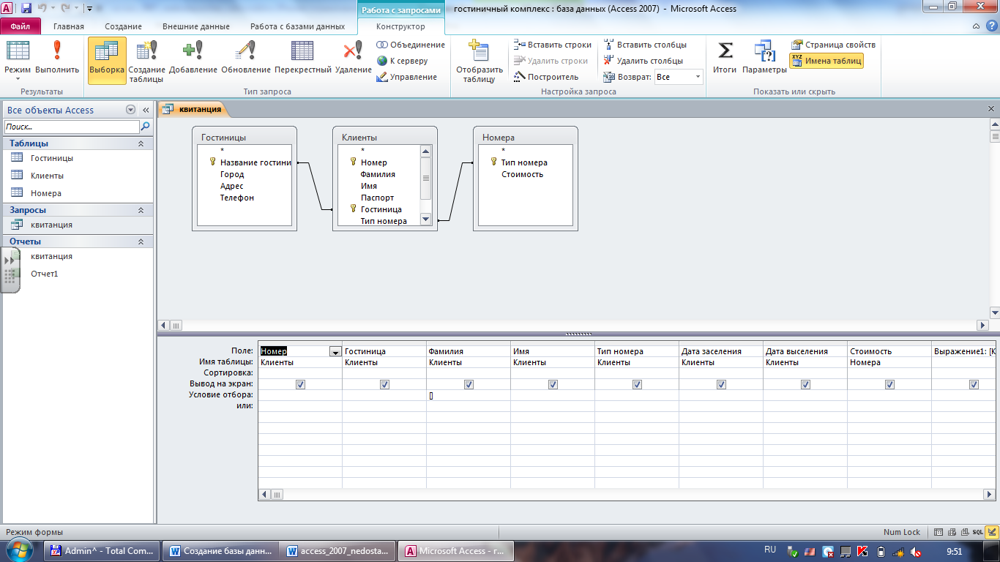 Работа с запросами
гостиничный комплекс : база данных (Access 2007) - Microsoft Access
Файл
Главная
Создание
Внешние данные
Работа с базами данных
Конструктор
Режим
Выполнить
Результаты
Выборка
Создание таблицы
Добавление
Обновление
Перекрестный
Удаление
Объединение
К серверу
Управление
Тип запроса
Отобразить таблицу
Вставить строки
Удалить строки
Построитель
Вставить столбцы
Удалить столбцы
Возврат: Все
Настройка запроса
Итоги
Параметры
Страница свойств
Имена таблиц
Показать или скрыть
Все объекты Access
Поиск...
Таблицы
Гостиницы
Клиенты
Номера
Запросы
квитанция
Отчеты
квитанция
Отчет1
квитанция
Гостиницы
*
Название гостини
Город
Адрес
Телефон
Клиенты
*
Номер
Фамилия
Имя
Паспорт
Гостиница
Тип номера
Номера
*
Тип номера
Стоимость
Поле: Номер Гостиница Фамилия Имя Тип номера Дата заселения Дата выселения Стоимость Выражение1: [К
Имя таблицы: Клиенты Клиенты Клиенты Клиенты Клиенты Клиенты Клиенты Номера
Сортировка:
Вывод на экран:
Условие отбора: []
или:
Режим формы
Num Lock
SQL
Admin^ - Total Com...
Создание базы данн...
access_2007_nedosta...
Microsoft Access - г...
RU
9:51